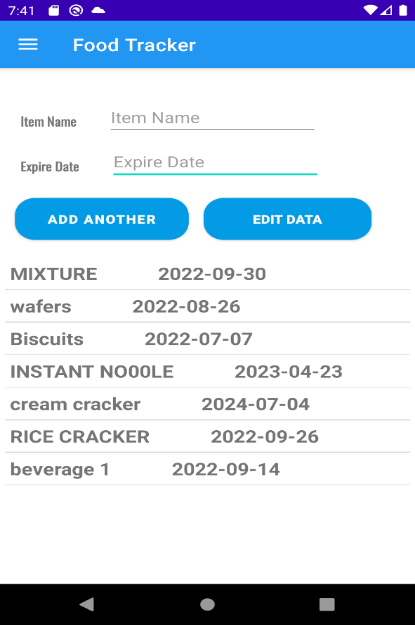 7:41
Food Tracker
Item Name Item Name
Expire Date Expire Date
ADD ANOTHER EDIT DATA
MIXTURE 2022-09-30
wafers 2022-08-26
Biscuits 2022-07-07
INSTANT NO00LE 2023-04-23
cream cracker 2024-07-04
RICE CRACKER 2022-09-26
beverage 1 2022-09-14